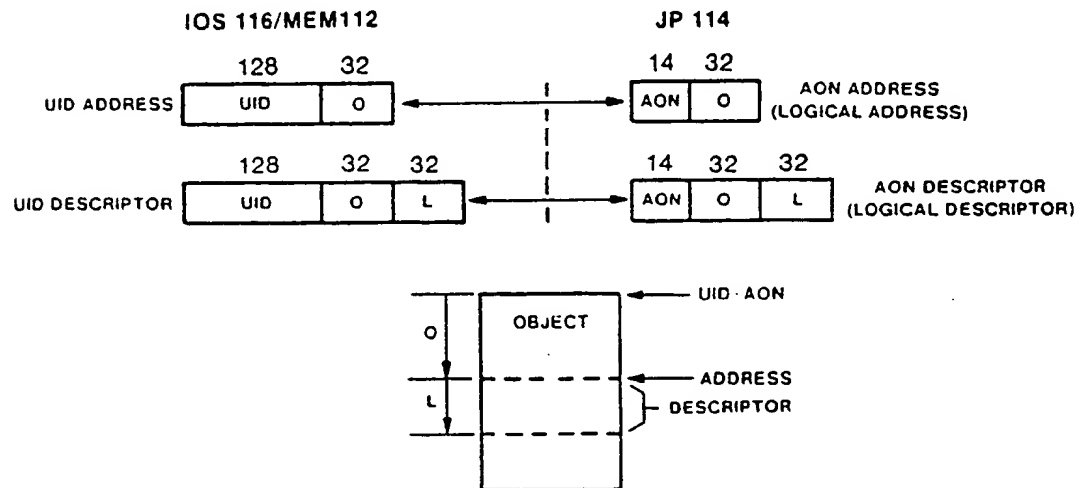 IOS 116/MEM112
JP 114
128 32
14 32
UID ADDRESS UID O
AON O AON ADDRESS
(LOGICAL ADDRESS)
128 32 32
14 32 32
UID DESCRIPTOR UID O L
AON O L AON DESCRIPTOR
(LOGICAL DESCRIPTOR)
UID·AON
OBJECT
O
ADDRESS
L
DESCRIPTOR